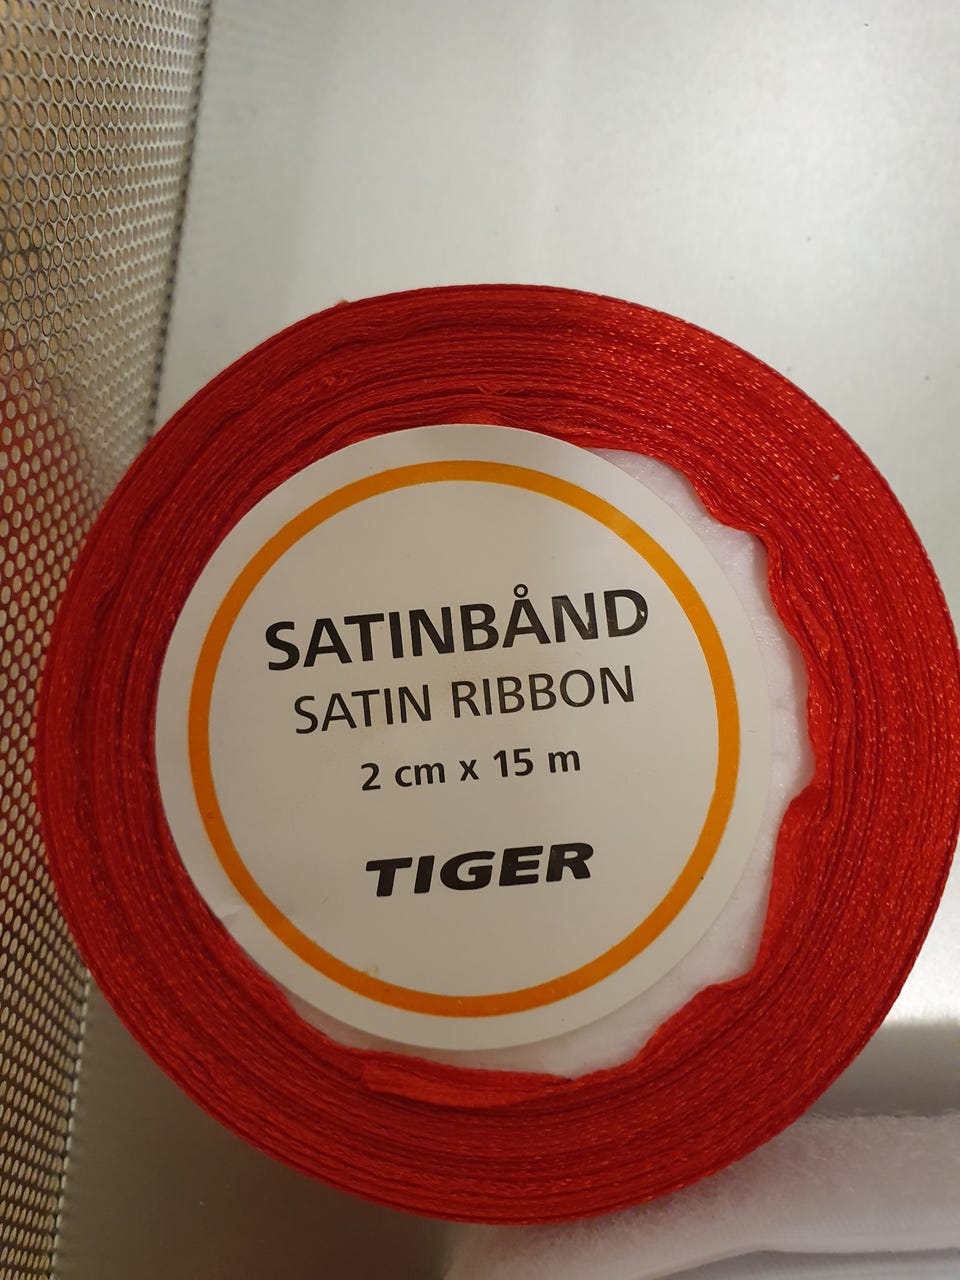 SATINBÅND
SATIN RIBBON
2 cm x 15 m
TIGER